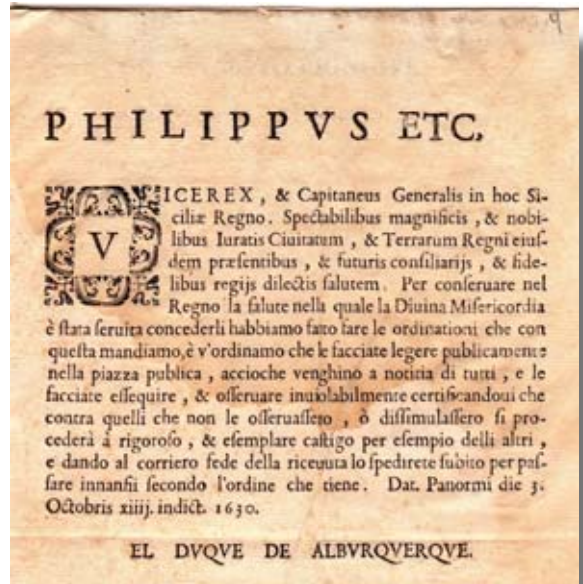 9
PHILIPPVS ETC,
VICEREX, & Capitaneus Generalis in hoc Si-
ciliæ Regno. Spectabilibus magnificis, & nobi-
libus Iuratis Ciuitatum, & Terrarum Regni eiuſ-
dem præſentibus, & futuris conſiliarijs, & fide-
libus regijs dilectis ſalutem. Per conſeruare nel
Regno la ſalute nella quale la Diuina Miſericordia
è ſtata ſeruita concederli habbiamo fatto fare le ordinationi che con
queſta mandiamo, è v'ordinamo che le facciate legere publicamente
nella piazza publica, accioche venghino a notitia di tutti, e le
facciate eſſequire, & oſſeruare inuiolabilmente certificandoui che
contra quelli che non le oſſeruaſſero, ò diſſimulaſſero ſi pro-
cederà à rigoroſo, & eſemplare caſtigo per eſempio delli altri,
e dando al corriero fede della riceuuta lo ſpedirete ſubito per paſ-
ſare innanſii ſecondo l'ordine che tiene. Dat. Panormi die 3.
Octobris xiiij. indict. 1630.
EL DVQVE DE ALBVRQVERQVE.